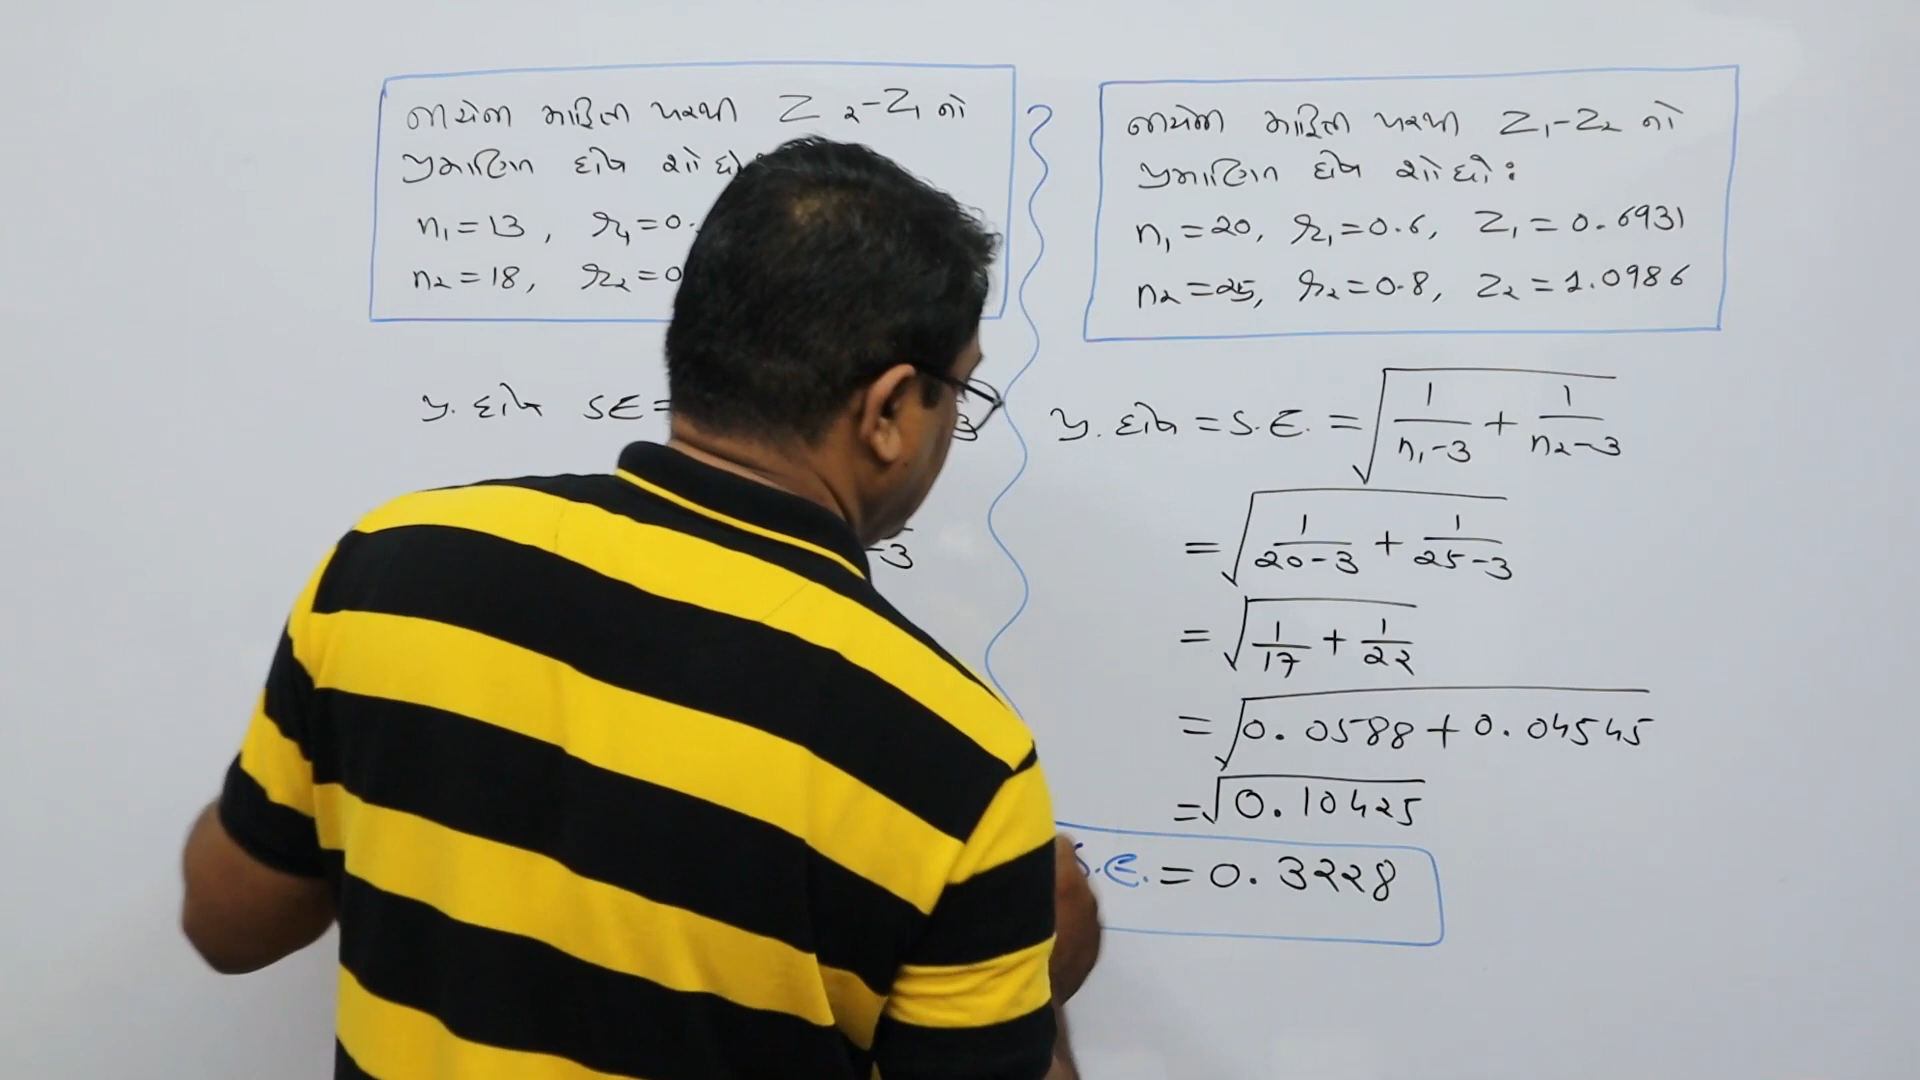 નીચેના માહિતી પરથી Z₂-Z₁ નો
પ્રમાણિત દોષ શોધો
n₁=13, r₁=0.
n₂=18, r₂=0
પ્ર. દોષ SE=
3
-3
નીચેના માહિતી પરથી Z₁-Z₂ નો
પ્રમાણિત દોષ શોધો:
n₁=20, r₁=0.6, Z₁=0.6931
n₂=25, r₂=0.8, Z₂=1.0986
પ્ર. દોષ = S.E. = √(1/(n₁-3) + 1/(n₂-3))
= √(1/(20-3) + 1/(25-3))
= √(1/17 + 1/22)
= √(0.0588+0.04545)
= √0.10425
S.E. = 0.3228